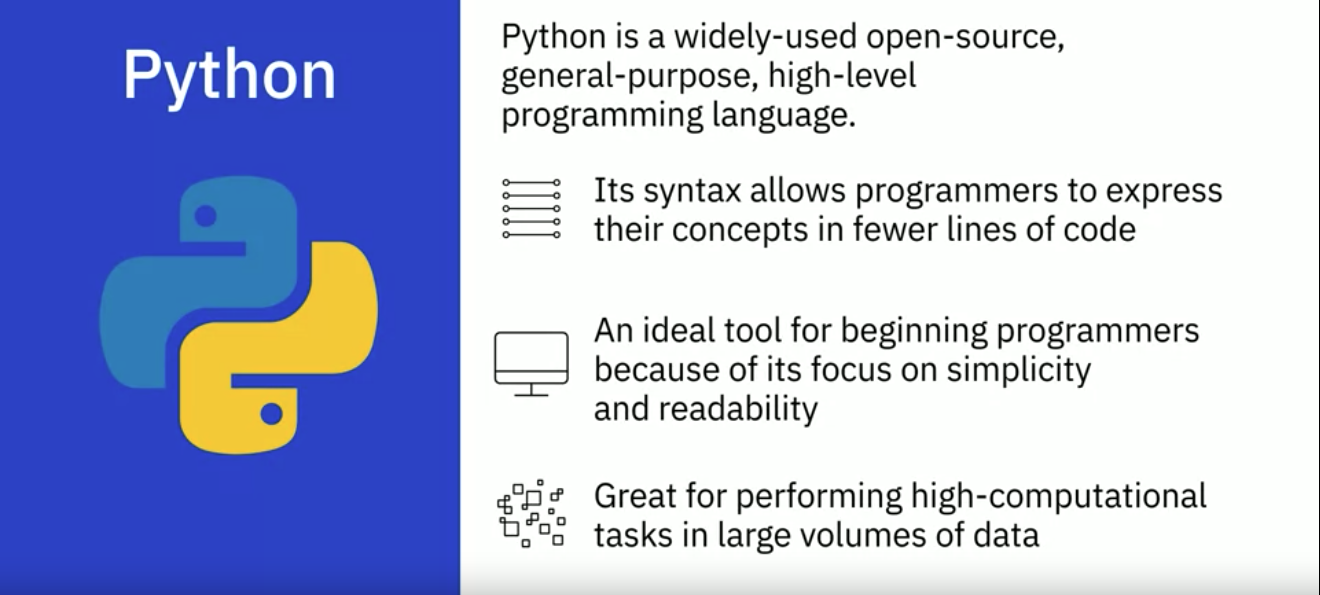 Python
Python is a widely-used open-source,
general-purpose, high-level
programming language.
Its syntax allows programmers to express
their concepts in fewer lines of code
An ideal tool for beginning programmers
because of its focus on simplicity
and readability
Great for performing high-computational
tasks in large volumes of data